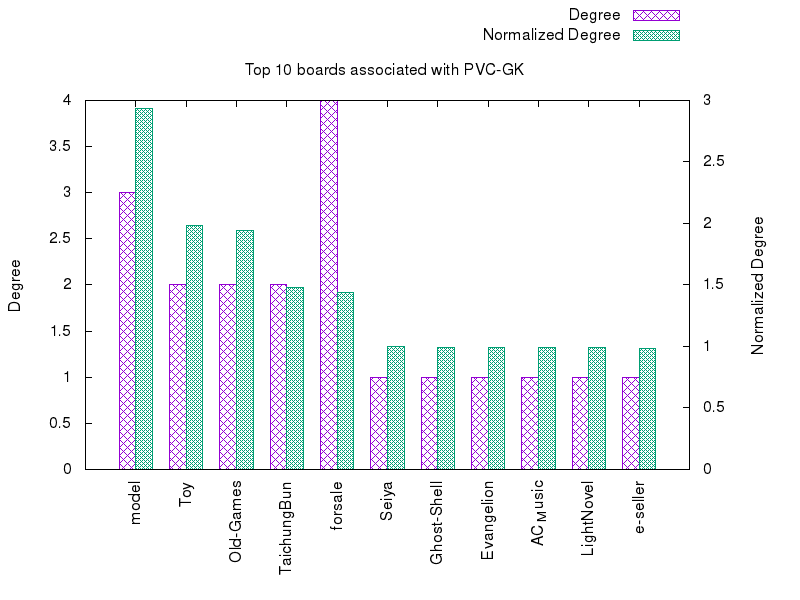 Degree
Normalized Degree
Top 10 boards associated with PVC-GK
4
3.5
3
2.5
2
1.5
1
0.5
0
3
2.5
2
1.5
1
0.5
0
Degree
Normalized Degree
model
Toy
Old-Games
TaichungBun
forsale
Seiya
Ghost-Shell
Evangelion
ACMusic
LightNovel
e-seller